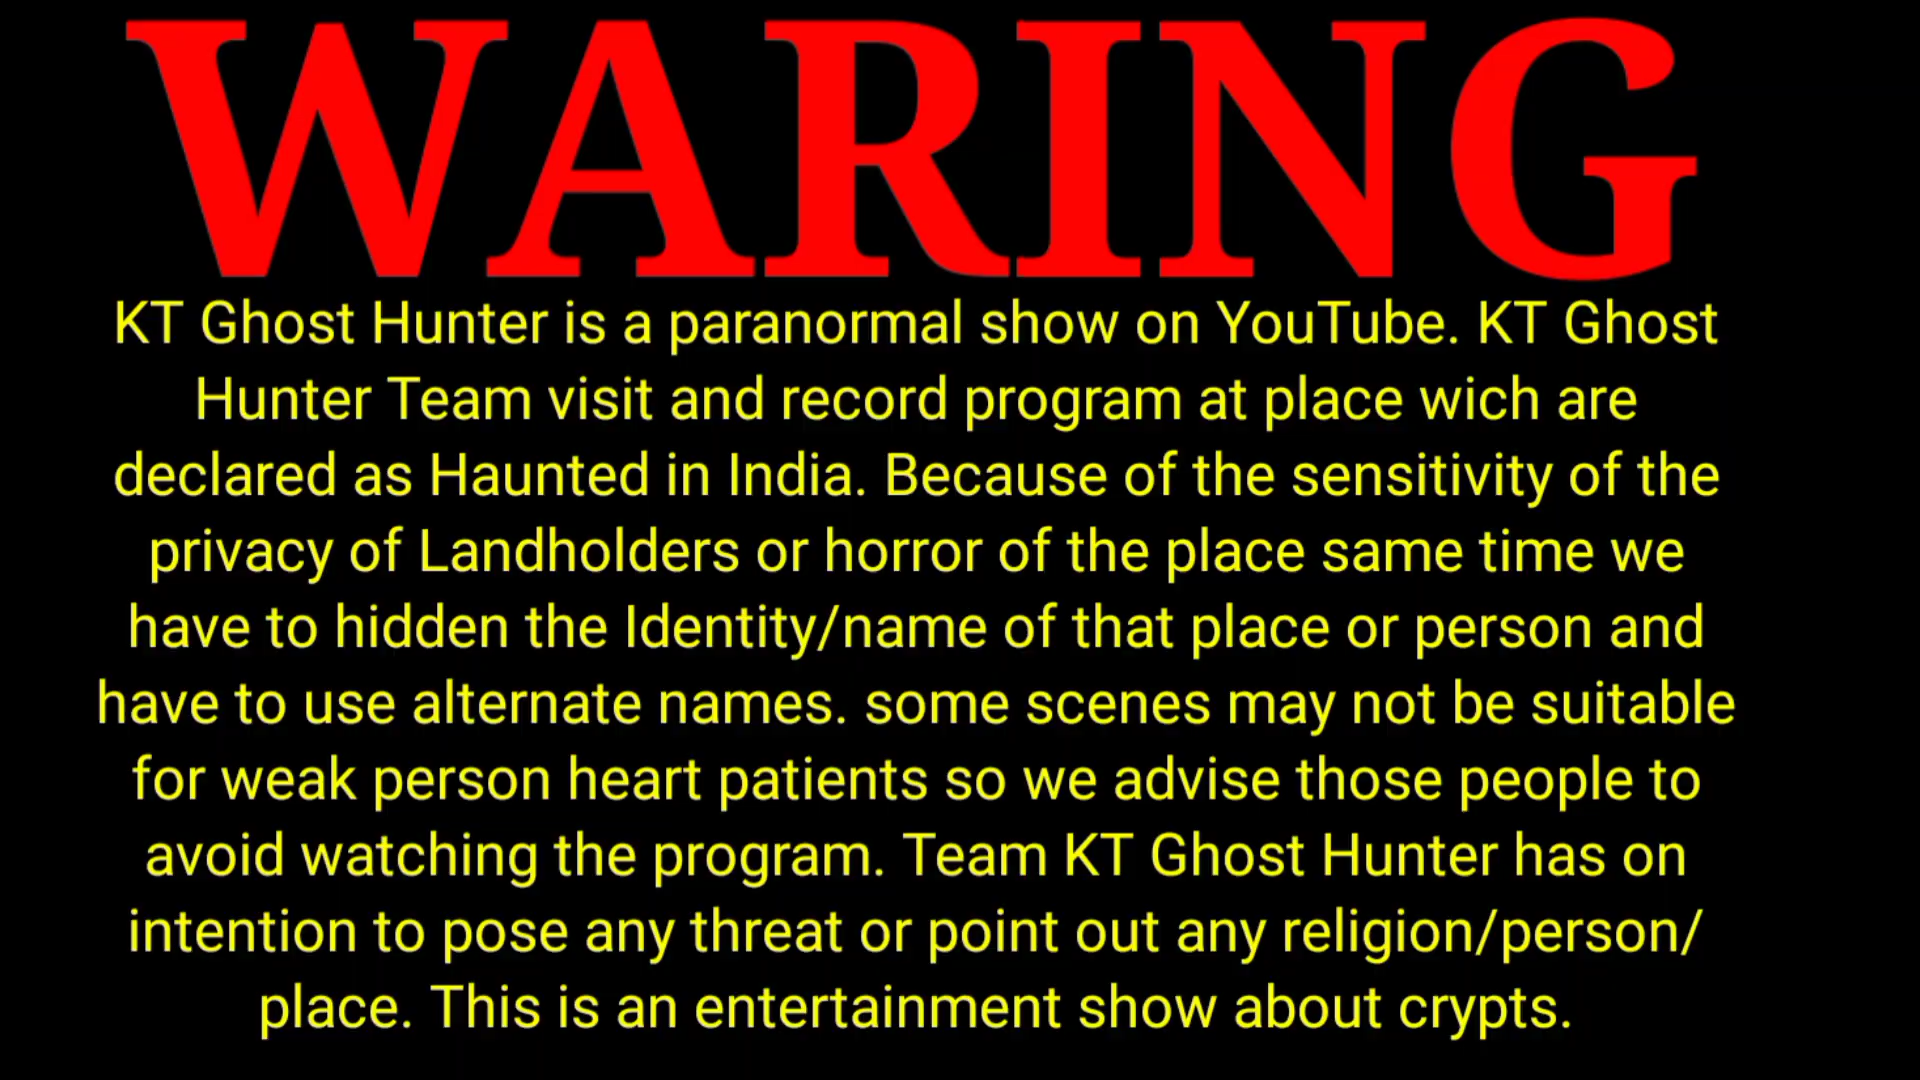 WARING
KT Ghost Hunter is a paranormal show on YouTube. KT Ghost
Hunter Team visit and record program at place wich are
declared as Haunted in India. Because of the sensitivity of the
privacy of Landholders or horror of the place same time we
have to hidden the Identity/name of that place or person and
have to use alternate names. some scenes may not be suitable
for weak person heart patients so we advise those people to
avoid watching the program. Team KT Ghost Hunter has on
intention to pose any threat or point out any religion/person/
place. This is an entertainment show about crypts.